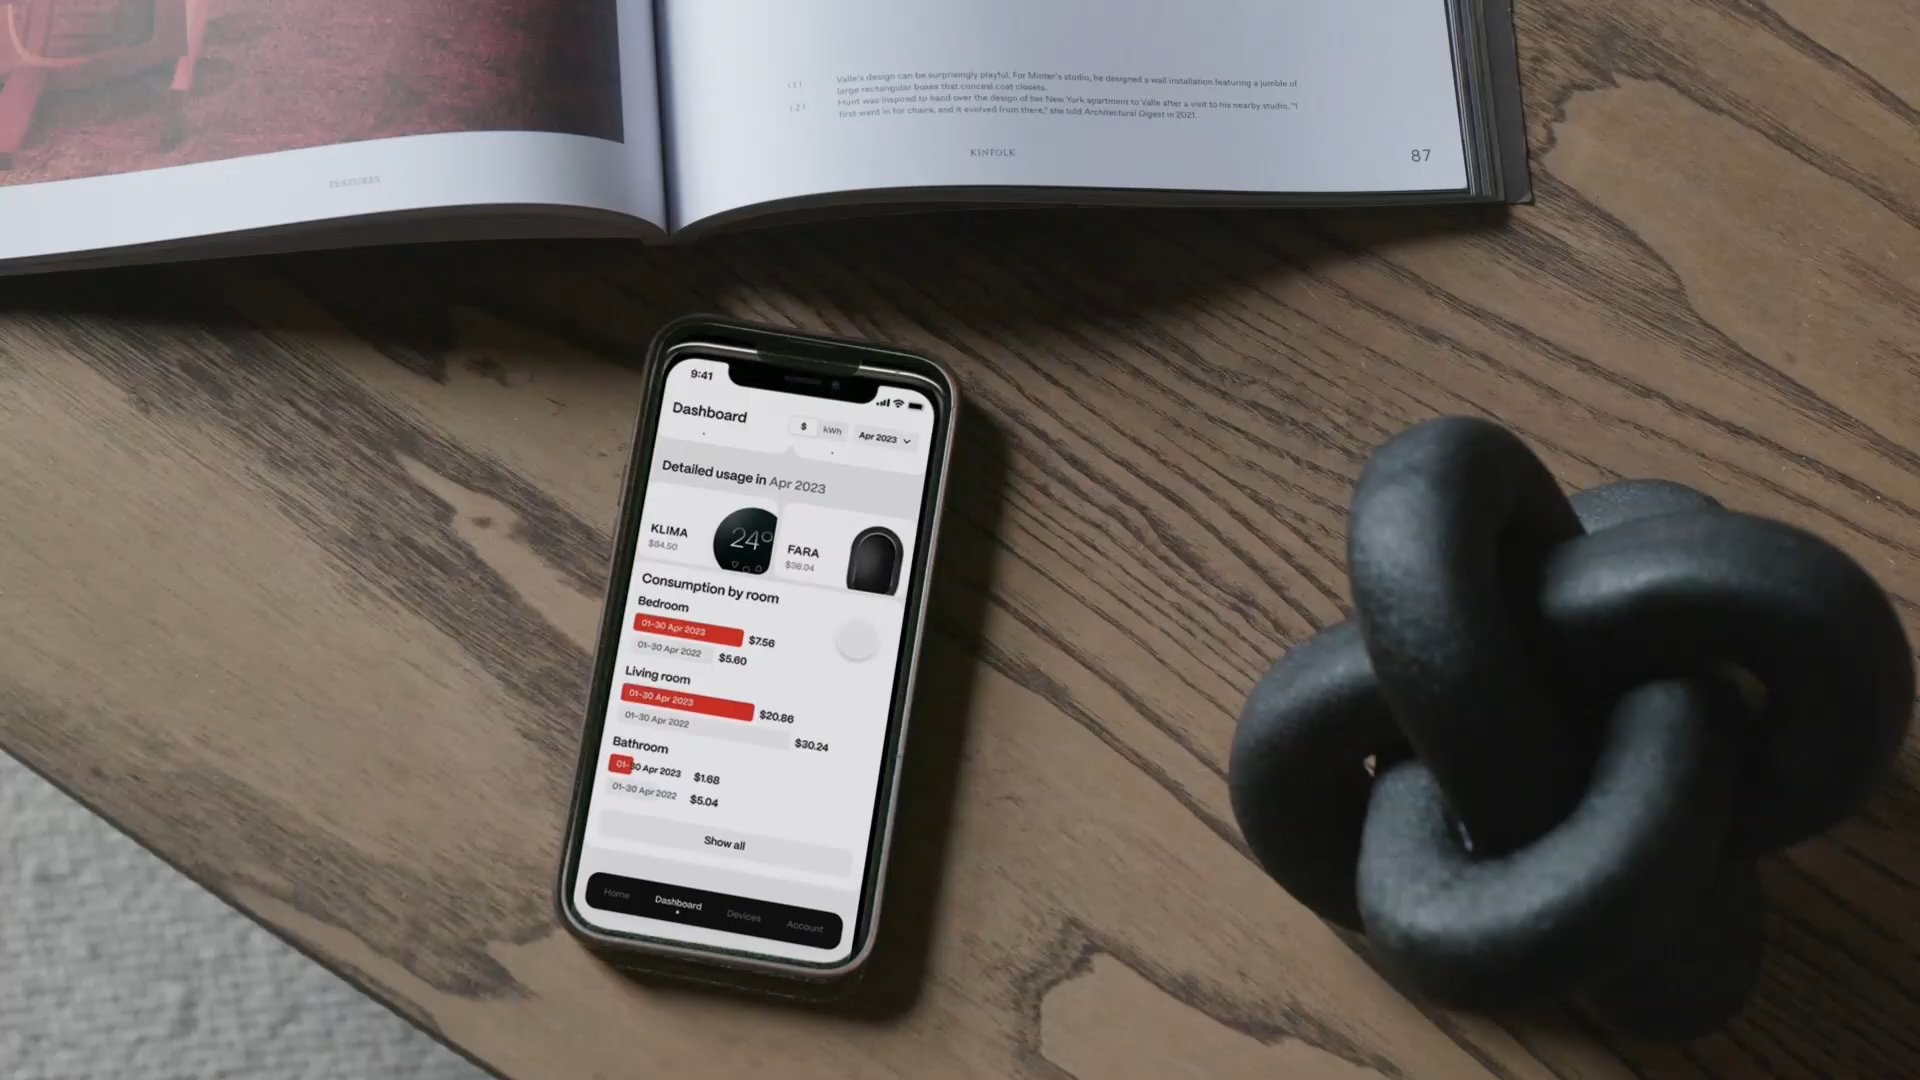 (1) Valle's design can be surprisingly playful. For Minter's studio, he designed a wall installation featuring a jumble of
large rectangular boxes that conceal coat closets.
(2) Hunt was inspired to hand over the design of her New York apartment to Valle after a visit to his nearby studio. "I
first went in for chairs, and it evolved from there," she told Architectural Digest in 2021.
KINFOLK
87
FEATURES
9:41
Dashboard
$ kWh Apr 2023
Detailed usage in Apr 2023
KLIMA
$84.50
24°
FARA
$36.04
Consumption by room
Bedroom
01–30 Apr 2023 $7.56
01–30 Apr 2022 $5.60
Living room
01–30 Apr 2023 $20.86
01–30 Apr 2022 $30.24
Bathroom
01–30 Apr 2023 $1.68
01–30 Apr 2022 $5.04
Show all
Home Dashboard Devices Account